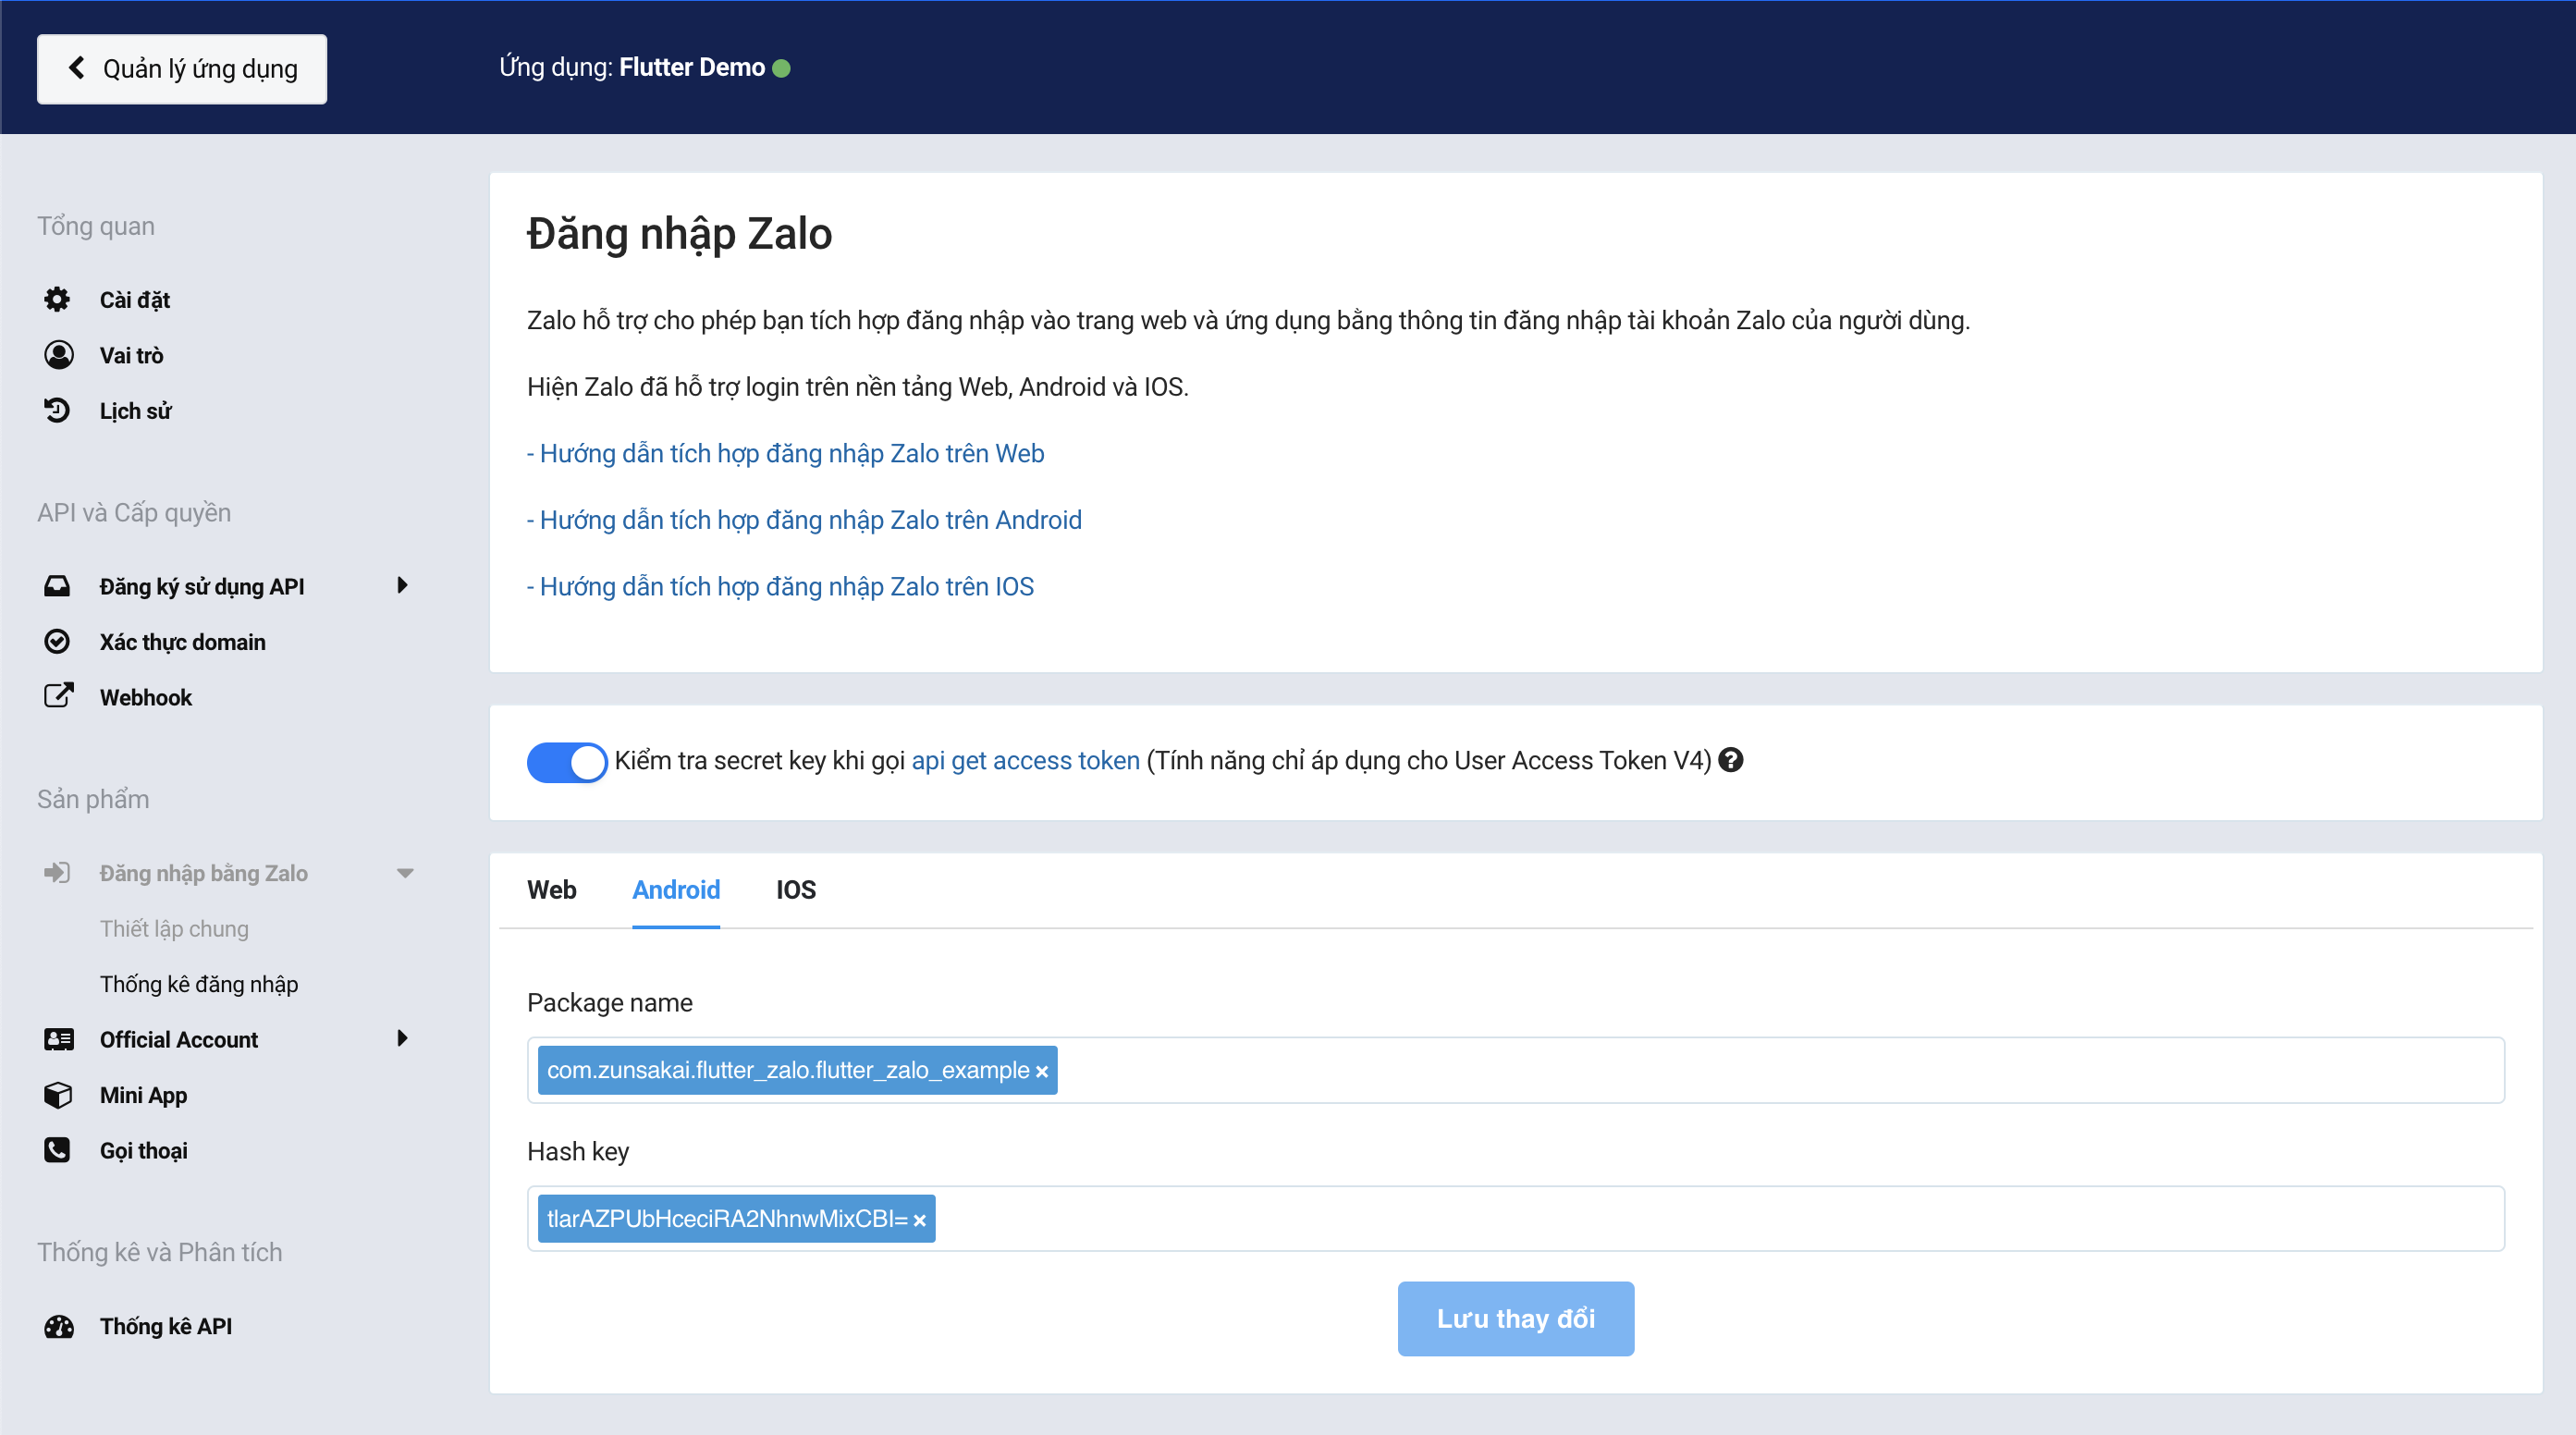 Quản lý ứng dụng
Ứng dụng: Flutter Demo
Tổng quan
Cài đặt
Vai trò
Lịch sử
API và Cấp quyền
Đăng ký sử dụng API
Xác thực domain
Webhook
Sản phẩm
Đăng nhập bằng Zalo
Thiết lập chung
Thống kê đăng nhập
Official Account
Mini App
Gọi thoại
Thống kê và Phân tích
Thống kê API
Đăng nhập Zalo
Zalo hỗ trợ cho phép bạn tích hợp đăng nhập vào trang web và ứng dụng bằng thông tin đăng nhập tài khoản Zalo của người dùng.
Hiện Zalo đã hỗ trợ login trên nền tảng Web, Android và IOS.
- Hướng dẫn tích hợp đăng nhập Zalo trên Web
- Hướng dẫn tích hợp đăng nhập Zalo trên Android
- Hướng dẫn tích hợp đăng nhập Zalo trên IOS
Kiểm tra secret key khi gọi api get access token (Tính năng chỉ áp dụng cho User Access Token V4)
Web Android IOS
Package name
com.zunsakai.flutter_zalo.flutter_zalo_example ×
Hash key
tlarAZPUbHceciRA2NhnwMixCBI= ×
Lưu thay đổi